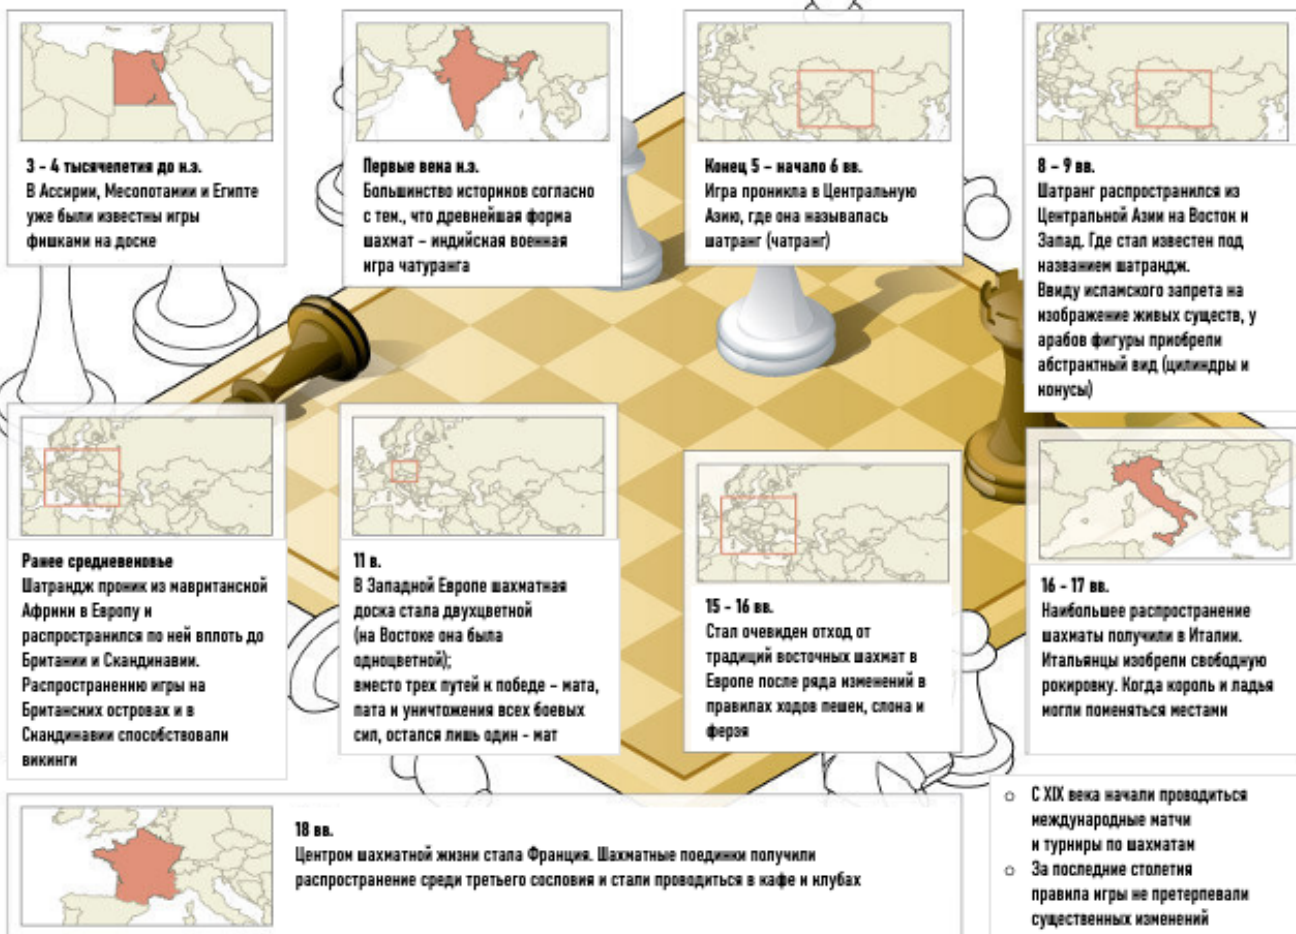 3 - 4 тысячелетия до н.э.
В Ассирии, Месопотамии и Египте
уже были известны игры
фишками на доске
Первые века н.э.
Большинство историков согласно
с тем., что древнейшая форма
шахмат – индийская военная
игра чатуранга
Конец 5 – начало 6 вв.
Игра проникла в Центральную
Азию, где она называлась
шатранг (чатранг)
8 – 9 вв.
Шатранг распространился из
Центральной Азии на Восток и
Запад. Где стал известен под
названием шатрандж.
Ввиду исламского запрета на
изображение живых существ, у
арабов фигуры приобрели
абстрактный вид (цилиндры и
конусы)
Ранее средневековье
Шатрандж проник из мавританской
Африки в Европу и
распространился по ней вплоть до
Британии и Скандинавии.
Распространению игры на
Британских островах и в
Скандинавии способствовали
викинги
11 в.
В Западной Европе шахматная
доска стала двухцветной
(на Востоке она была
одноцветной);
вместо трех путей к победе – мата,
пата и уничтожения всех боевых
сил, остался лишь один - мат
15 - 16 вв.
Стал очевиден отход от
традиций восточных шахмат в
Европе после ряда изменений в
правилах ходов пешек, слона и
ферзя
16 - 17 вв.
Наибольшее распространение
шахматы получили в Италии.
Итальянцы изобрели свободную
рокировку. Когда король и ладья
могли поменяться местами
18 вв.
Центром шахматной жизни стала Франция. Шахматные поединки получили
распространение среди третьего сословия и стали проводиться в кафе и клубах
С XIX века начали проводиться
международные матчи
и турниры по шахматам
За последние столетия
правила игры не претерпевали
существенных изменений